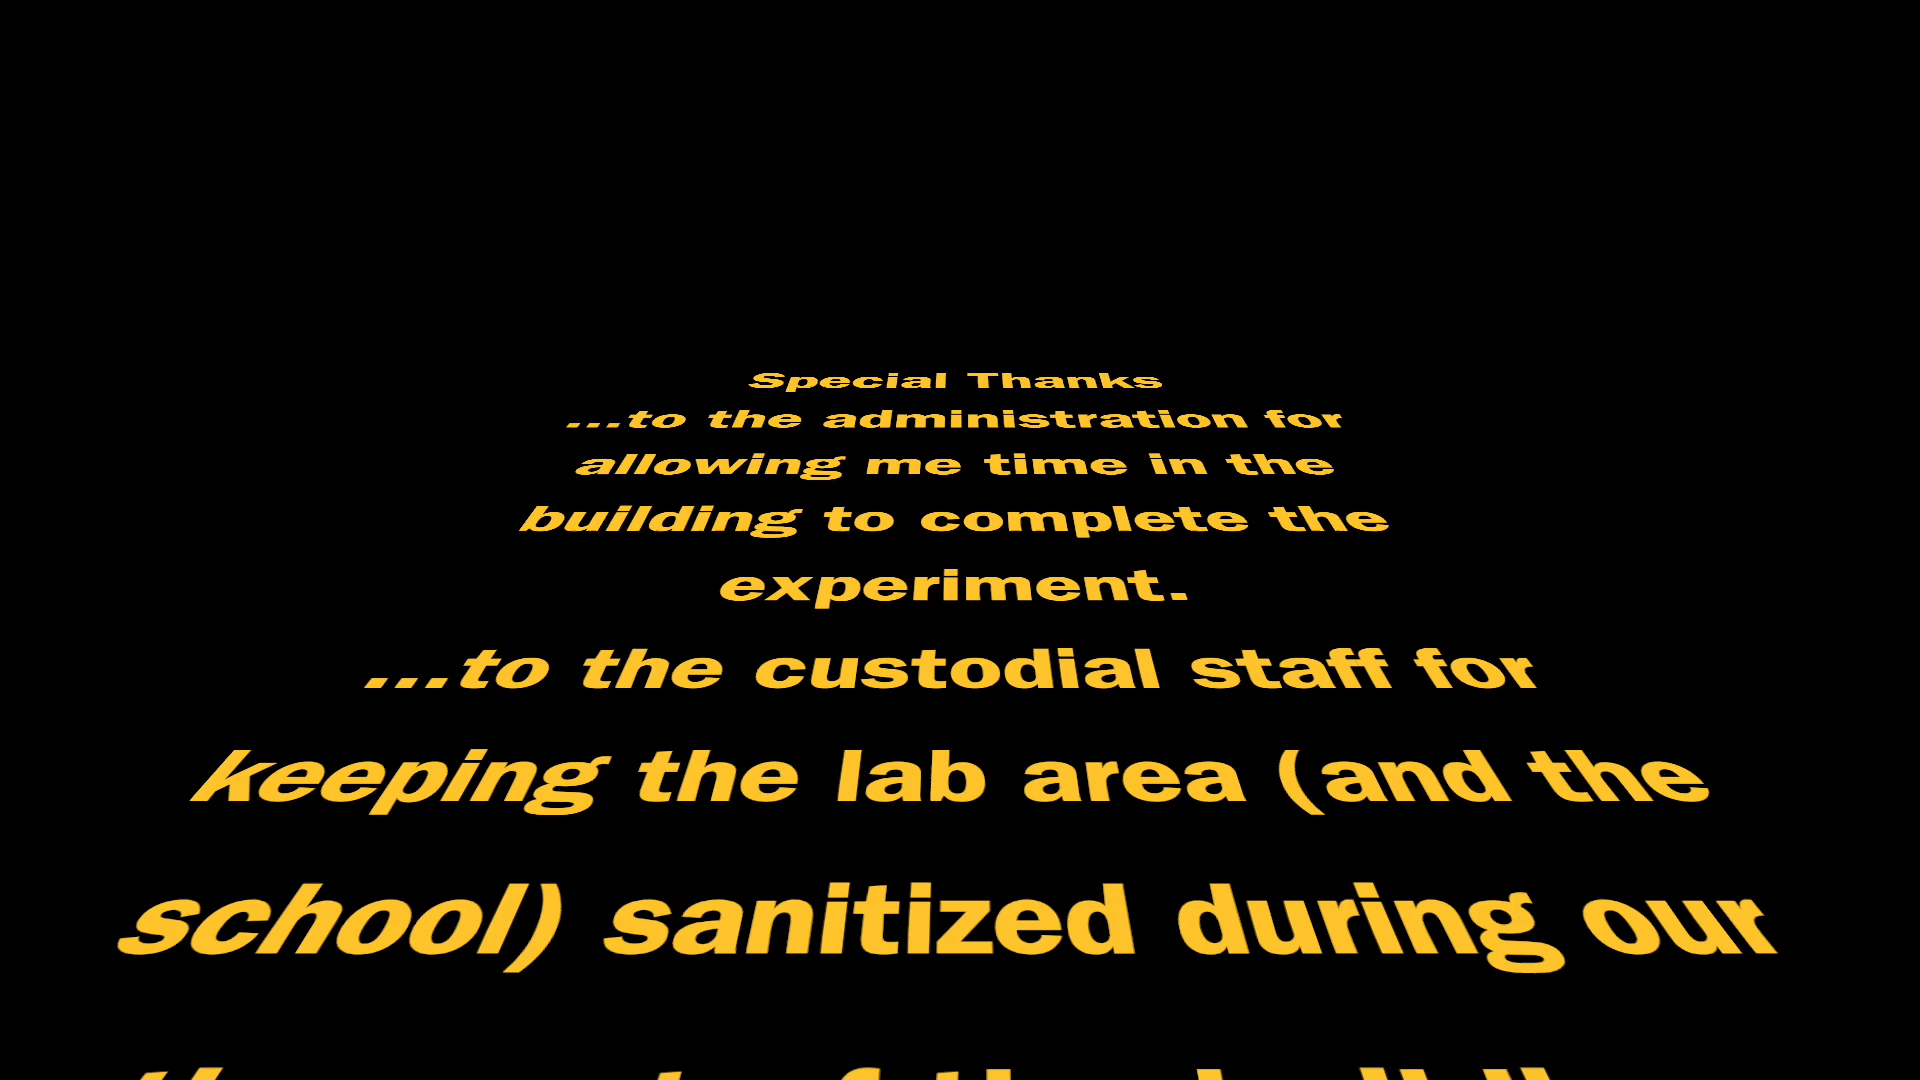 Special Thanks
...to the administration for
allowing me time in the
building to complete the
experiment.
...to the custodial staff for
keeping the lab area (and the
school) sanitized during our